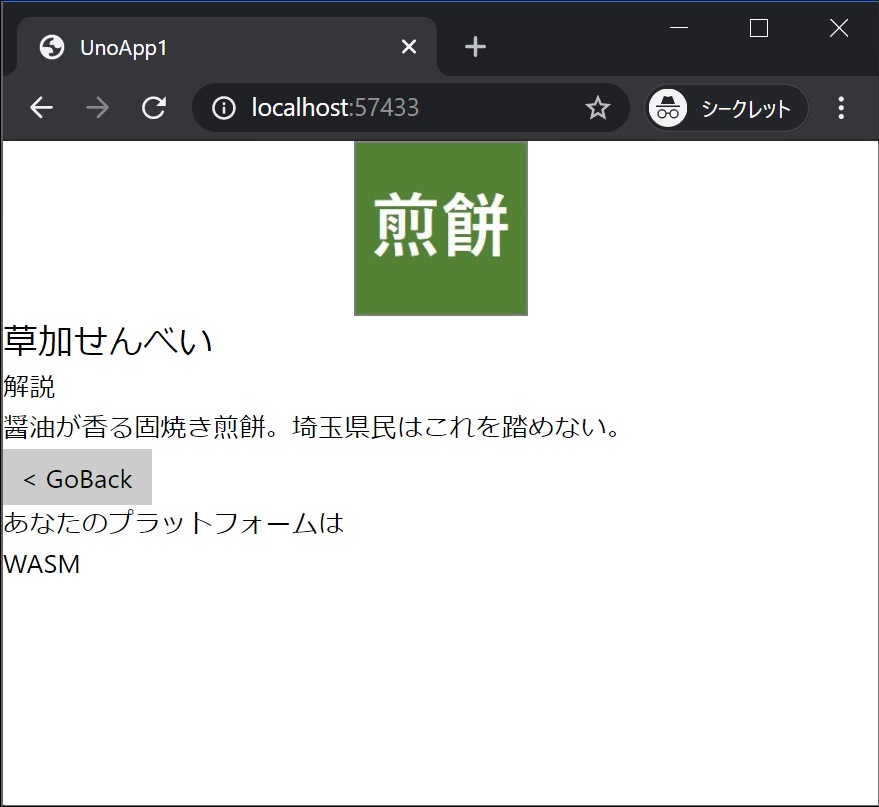 UnoApp1
localhost:57433
シークレット
煎餅
草加せんべい
解説
醤油が香る固焼き煎餅。埼玉県民はこれを踏めない。
< GoBack
あなたのプラットフォームは
WASM